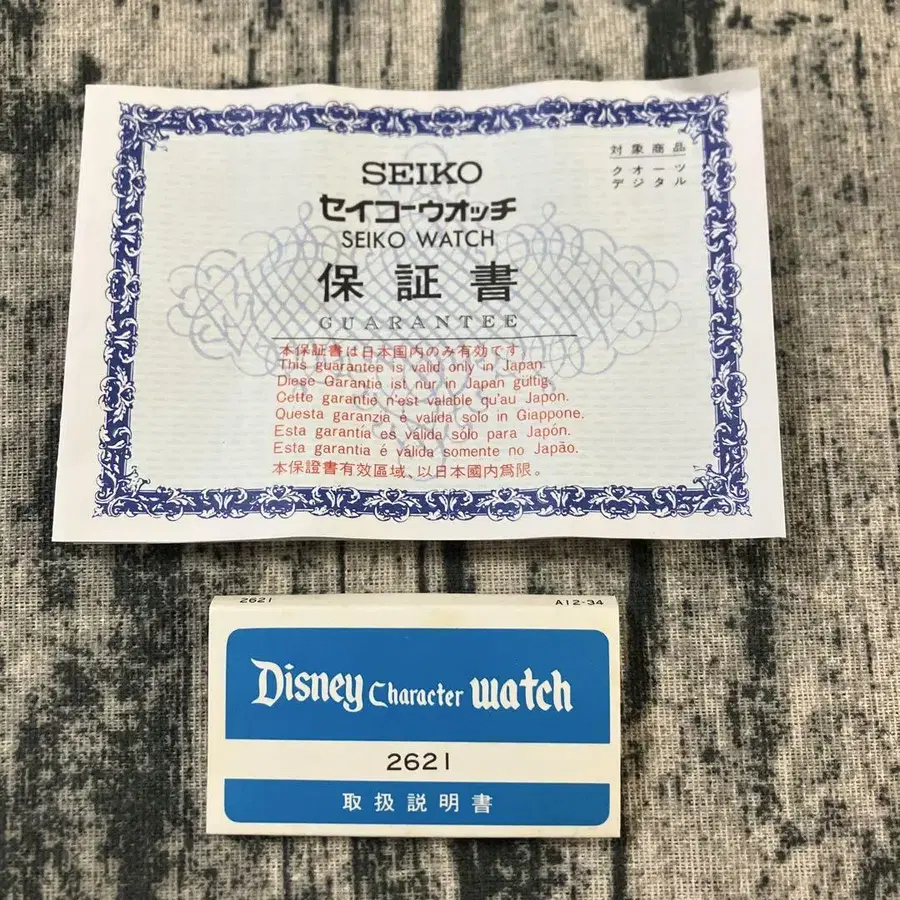 対象商品
クオーツ
デジタル
SEIKO
セイコーウオッチ
SEIKO WATCH
保証書
GUARANTEE
本保証書は日本国内のみ有効です
This guarantee is valid only in Japan.
Diese Garantie ist nur in Japan gültig.
Cette garantie n'est valable qu'au Japon.
Questa garanzia è valida solo in Giappone.
Esta garantía es válida sólo para Japón.
Esta garantia é válida somente no Japão.
本保證書有效區域、以日本國内爲限。
2621 A12-34
Disney Character watch
2621
取扱説明書